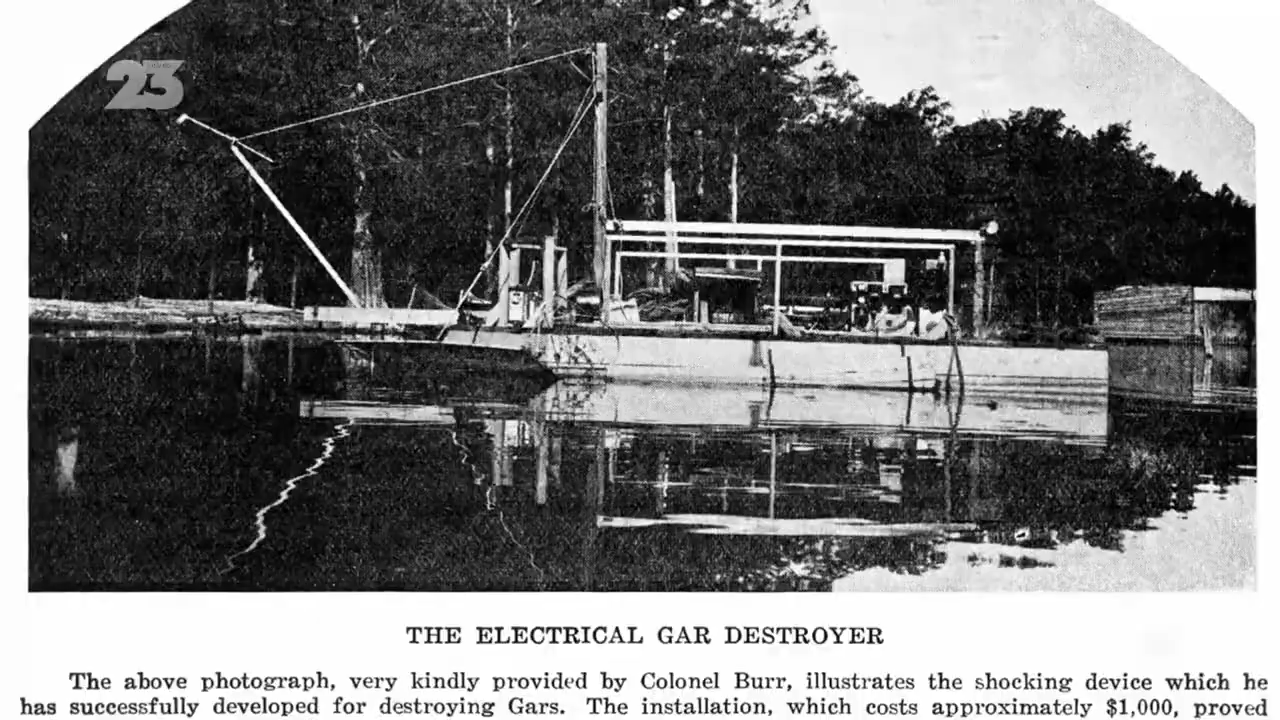 23
THE ELECTRICAL GAR DESTROYER
The above photograph, very kindly provided by Colonel Burr, illustrates the shocking device which he
has successfully developed for destroying Gars. The installation, which costs approximately $1,000, proved